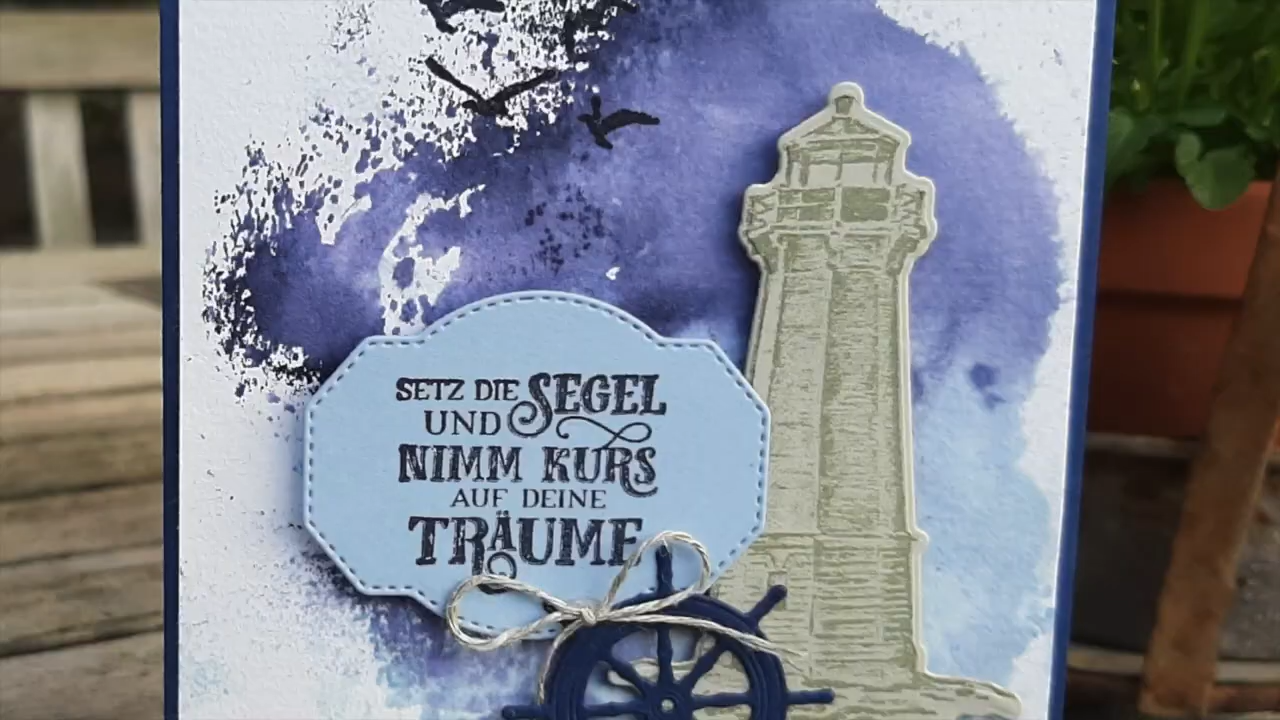 SETZ DIE SEGEL
UND
NIMM KURS
AUF DEINE
TRÄUME